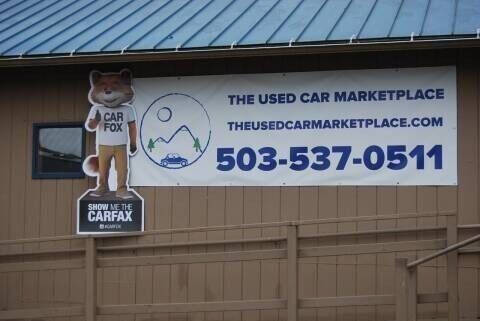 THE USED CAR MARKETPLACE
THEUSEDCARMARKETPLACE.COM
503-537-0511
CAR
FOX
SHOW ME THE
CARFAX